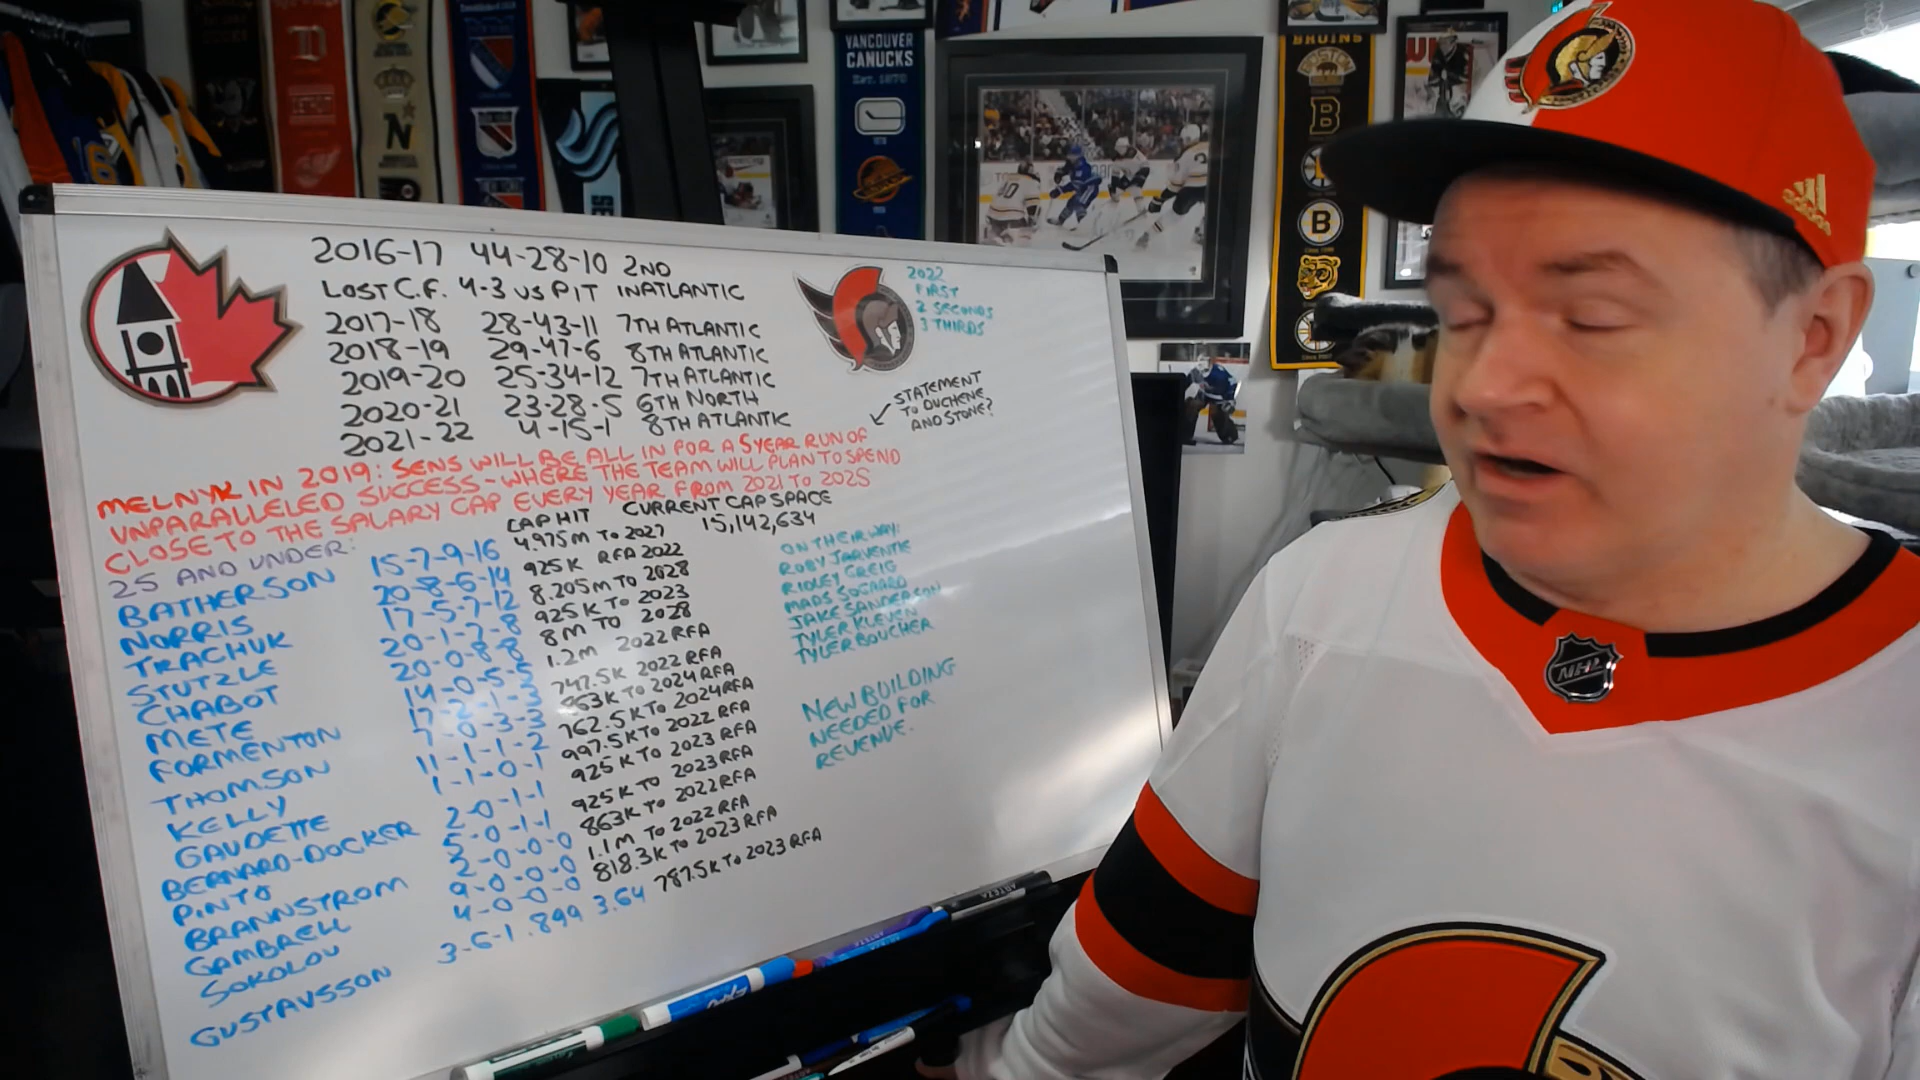 VANCOUVER
CANUCKS
Est. 1970
BRUINS
BOSTON
B
B
N
2016-17 44-28-10 2ND
LOST C.F. 4-3 VS PIT IN ATLANTIC
2017-18 28-43-11 7TH ATLANTIC
2018-19 29-47-6 8TH ATLANTIC
2019-20 25-34-12 7TH ATLANTIC
2020-21 23-28-5 6TH NORTH
2021-22 4-15-1 8TH ATLANTIC
2022
FIRST
2 SECONDS
3 THIRDS
STATEMENT
TO DUCHENE
AND STONE?
MELNYK IN 2019: SENS WILL BE ALL IN FOR A 5 YEAR RUN OF
UNPARALLELED SUCCESS - WHERE THE TEAM WILL PLAN TO SPEND
CLOSE TO THE SALARY CAP EVERY YEAR FROM 2021 TO 2025
25 AND UNDER: CAP HIT CURRENT CAP SPACE
15,142,634
BATHERSON 15-7-9-16 4.975M TO 2027
NORRIS 20-8-6-14 925K RFA 2022
TRACHUK 17-5-7-12 8.205M TO 2028
STUTZLE 20-1-7-8 925K TO 2023
CHABOT 20-0-8-8 8M TO 2028
METE 14-0-5-5 1.2M 2022 RFA
FORMENTON 17-2-1-3 747.5K 2022 RFA
THOMSON 7-0-3-3 863K TO 2024 RFA
KELLY 11-1-1-2 762.5K TO 2024 RFA
GAUDETTE 1-1-0-1 997.5K TO 2022 RFA
BERNARD-DOCKER 2-0-1-1 925K TO 2023 RFA
PINTO 5-0-1-1 925K TO 2023 RFA
BRANNSTROM 2-0-0-0 863K TO 2022 RFA
GAMBRELL 9-0-0-0 1.1M TO 2022 RFA
SOKOLOV 4-0-0-0 818.3K TO 2023 RFA
GUSTAVSSON 3-6-1 .899 3.64 787.5K TO 2023 RFA
ON THEIR WAY:
ROBY JARVENTIE
RIDLEY GREIG
MADS SOGAARD
JAKE SANDERSON
TYLER KLEVEN
TYLER BOUCHER
NEW BUILDING
NEEDED FOR
REVENUE.
NHL